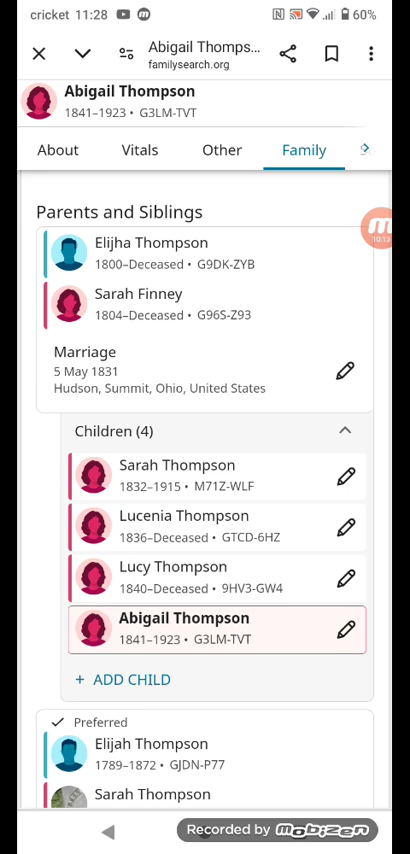 cricket 11:28 60%
Abigail Thomps...
familysearch.org
Abigail Thompson
1841–1923 • G3LM-TVT
About Vitals Other Family
Parents and Siblings
10:13
Elijha Thompson
1800–Deceased • G9DK-ZYB
Sarah Finney
1804–Deceased • G96S-Z93
Marriage
5 May 1831
Hudson, Summit, Ohio, United States
Children (4)
Sarah Thompson
1832–1915 • M71Z-WLF
Lucenia Thompson
1836–Deceased • GTCD-6HZ
Lucy Thompson
1840–Deceased • 9HV3-GW4
Abigail Thompson
1841–1923 • G3LM-TVT
+ ADD CHILD
Preferred
Elijah Thompson
1789–1872 • GJDN-P77
Sarah Thompson
Recorded by Mobizen